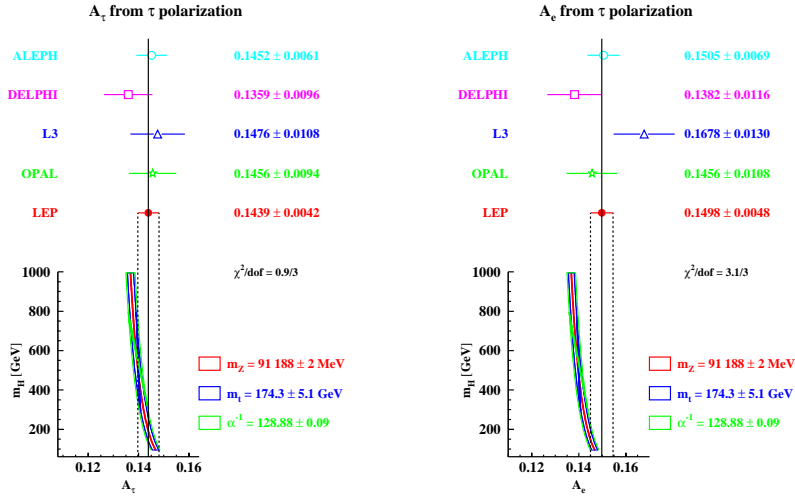 A_τ from τ polarization
ALEPH 0.1452 ± 0.0061
DELPHI 0.1359 ± 0.0096
L3 0.1476 ± 0.0108
OPAL 0.1456 ± 0.0094
LEP 0.1439 ± 0.0042
χ²/dof = 0.9/3
1000
800
600
400
200
m_H [GeV]
m_Z = 91 188 ± 2 MeV
m_t = 174.3 ± 5.1 GeV
α⁻¹ = 128.88 ± 0.09
0.12 0.14 0.16
A_τ
A_e from τ polarization
ALEPH 0.1505 ± 0.0069
DELPHI 0.1382 ± 0.0116
L3 0.1678 ± 0.0130
OPAL 0.1456 ± 0.0108
LEP 0.1498 ± 0.0048
χ²/dof = 3.1/3
1000
800
600
400
200
m_H [GeV]
m_Z = 91 188 ± 2 MeV
m_t = 174.3 ± 5.1 GeV
α⁻¹ = 128.88 ± 0.09
0.12 0.14 0.16
A_e